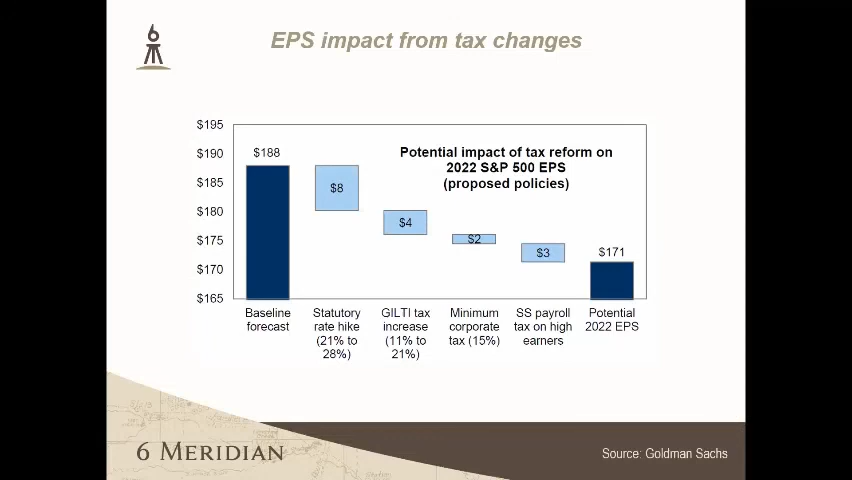 6
EPS impact from tax changes
$195
$190
$185
$180
$175
$170
$165
$188
$8
$4
$2
$3
$171
Potential impact of tax reform on
2022 S&P 500 EPS
(proposed policies)
Baseline
forecast
Statutory
rate hike
(21% to
28%)
GILTI tax
increase
(11% to
21%)
Minimum
corporate
tax (15%)
SS payroll
tax on high
earners
Potential
2022 EPS
6 MERIDIAN
Source: Goldman Sachs